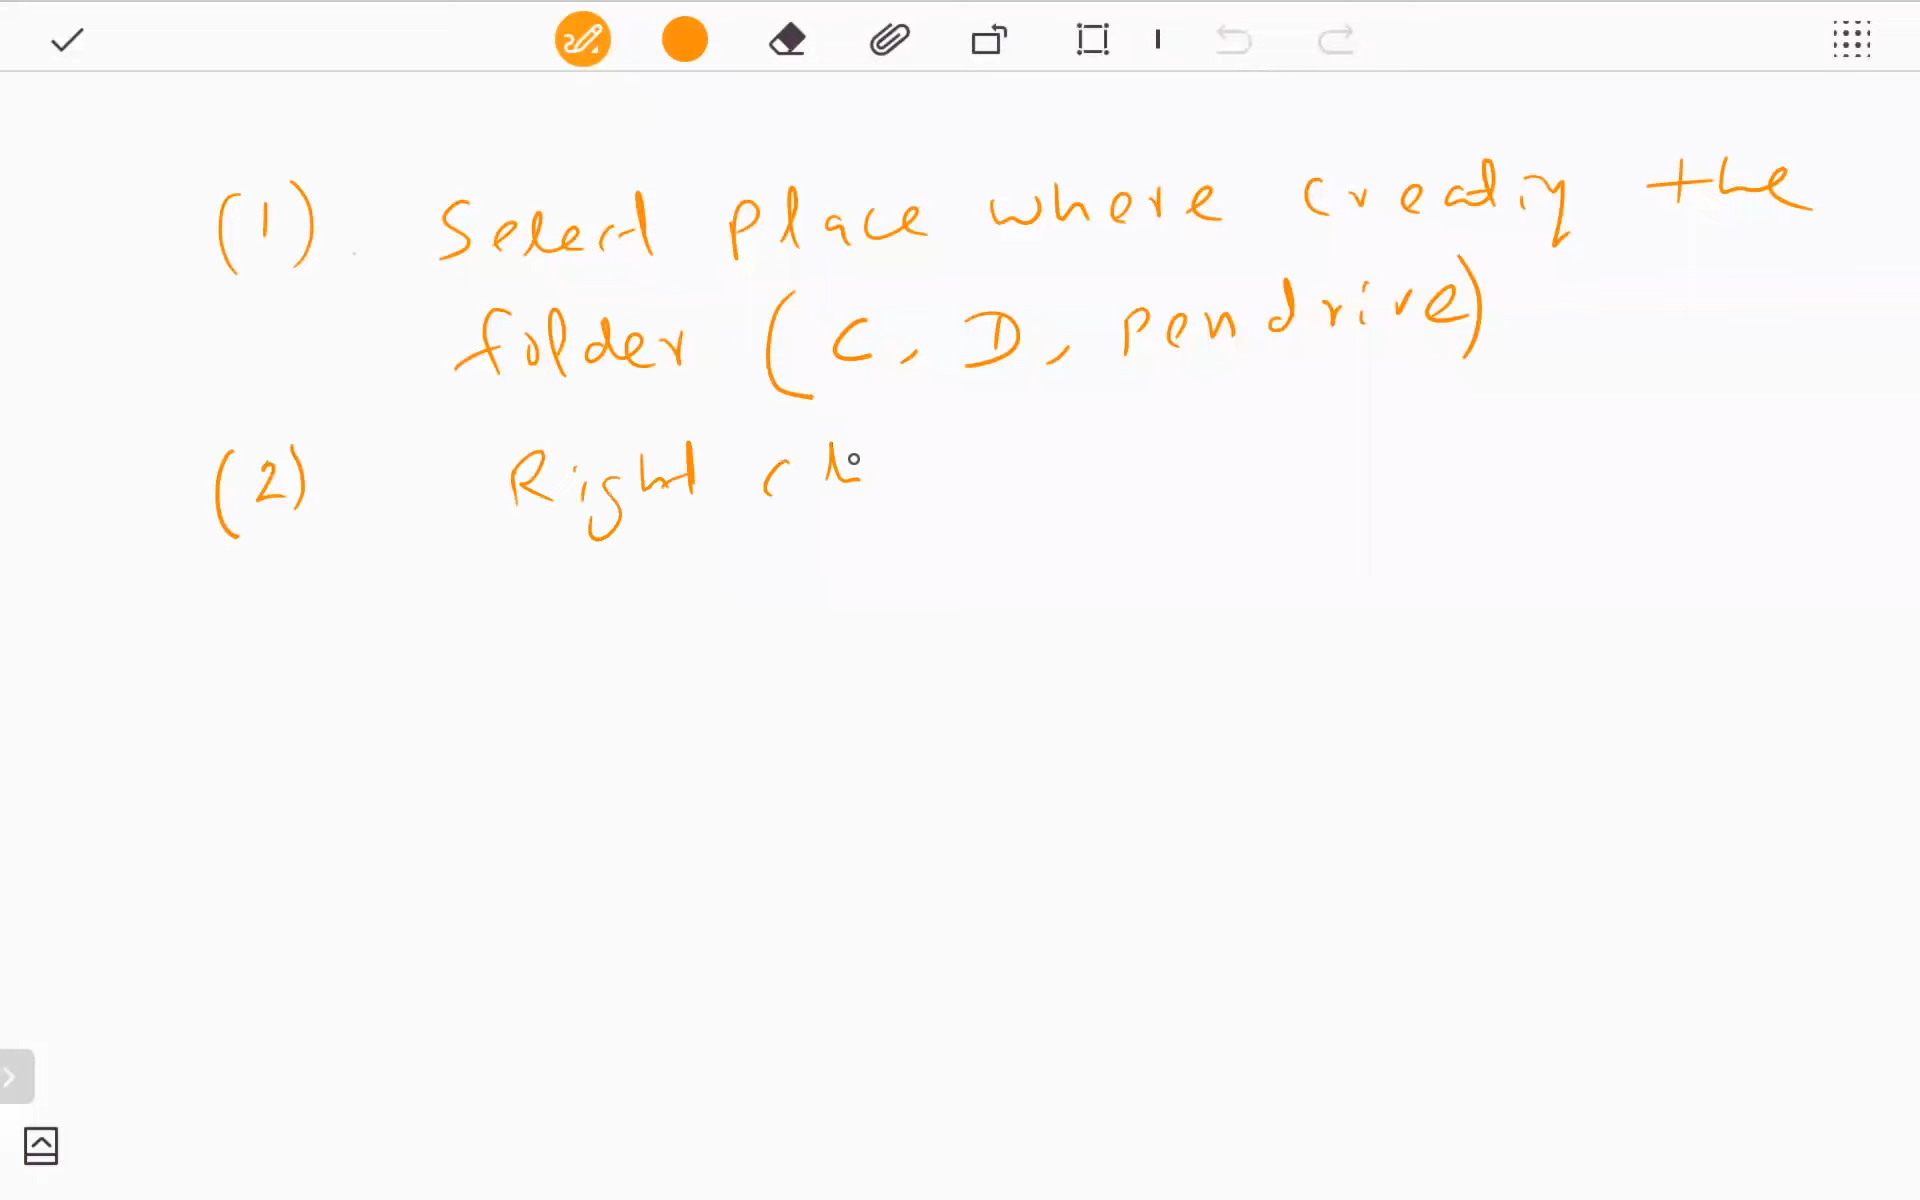 (1) Select place where creating the
folder (C, D, pendrive)
(2) Right cl